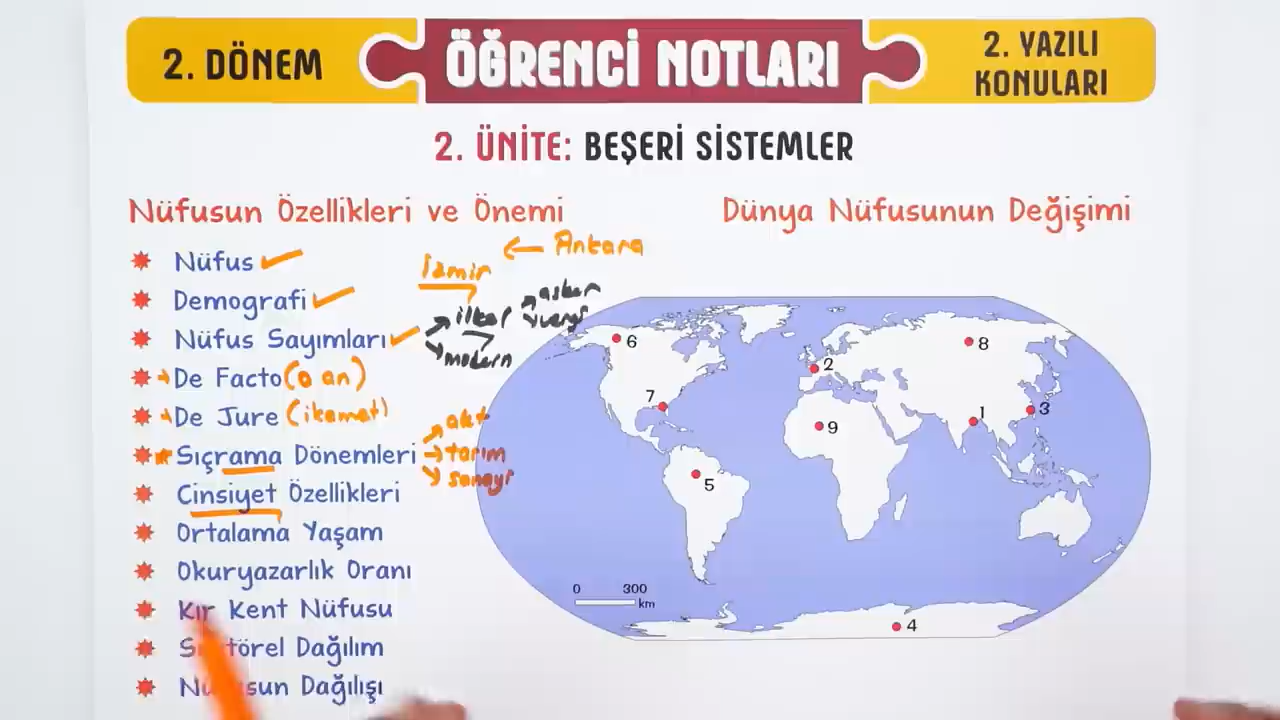 2. DÖNEM
ÖĞRENCİ NOTLARI
2. YAZILI
KONULARI
2. ÜNİTE: BEŞERİ SİSTEMLER
Nüfusun Özellikleri ve Önemi
Nüfus
Demografi
Nüfus Sayımları
De Facto (o an)
De Jure (ikamet)
Sıçrama Dönemleri
Cinsiyet Özellikleri
Ortalama Yaşam
Okuryazarlık Oranı
Kır Kent Nüfusu
Sektörel Dağılım
Nüfusun Dağılışı
İzmir ← Ankara
ilkel
asker
vergi
modern
alet
tarım
sanayi
Dünya Nüfusunun Değişimi
6
2
8
7
1
3
9
5
0 300
km
4